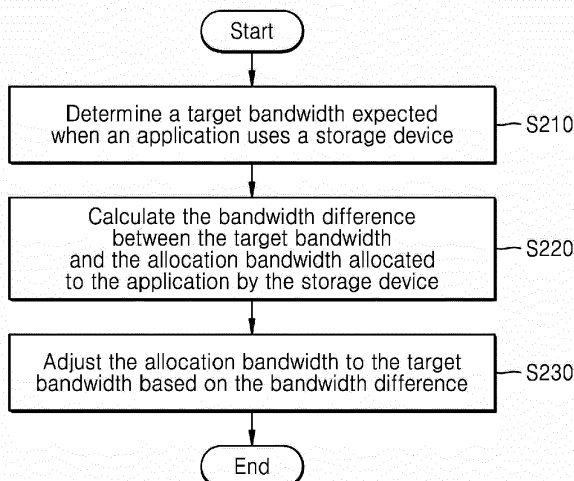 Start
Determine a target bandwidth expected
when an application uses a storage device
S210
Calculate the bandwidth difference
between the target bandwidth
and the allocation bandwidth allocated
to the application by the storage device
S220
Adjust the allocation bandwidth to the target
bandwidth based on the bandwidth difference
S230
End